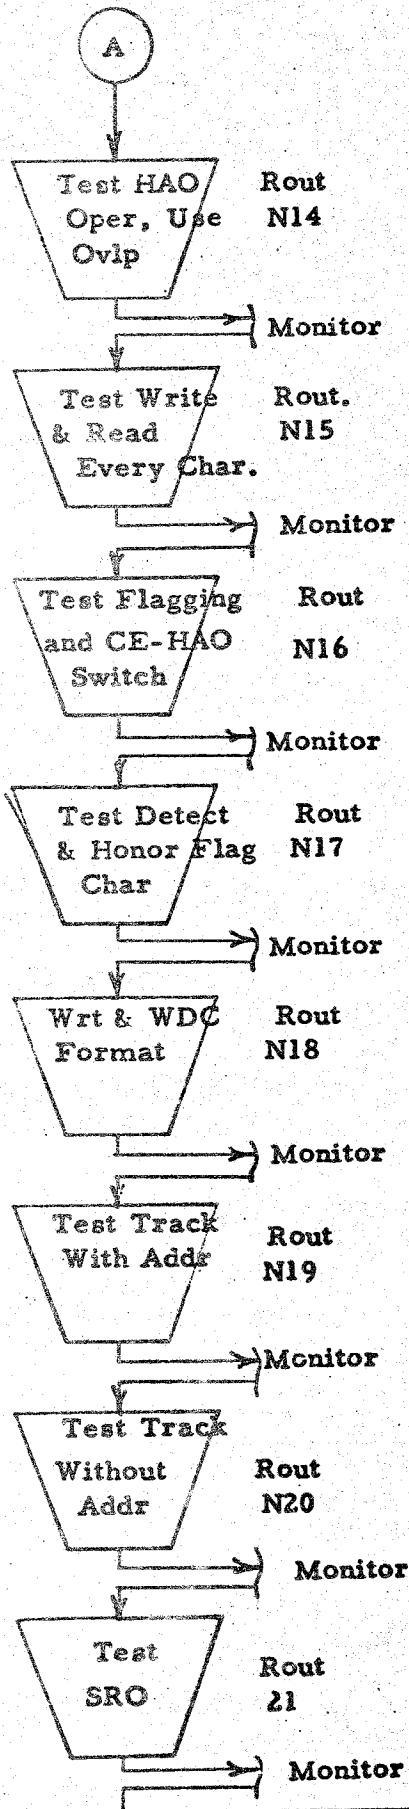 A
Test HAO Rout
Oper, Use N14
Ovlp
Monitor
Test Write Rout.
& Read N15
Every Char.
Monitor
Test Flagging Rout
and CE-HAO N16
Switch
Monitor
Test Detect Rout
& Honor Flag N17
Char
Monitor
Wrt & WDC Rout
Format N18
Monitor
Test Track Rout
With Addr N19
Monitor
Test Track
Without Rout
Addr N20
Monitor
Test Rout
SRO 21
Monitor